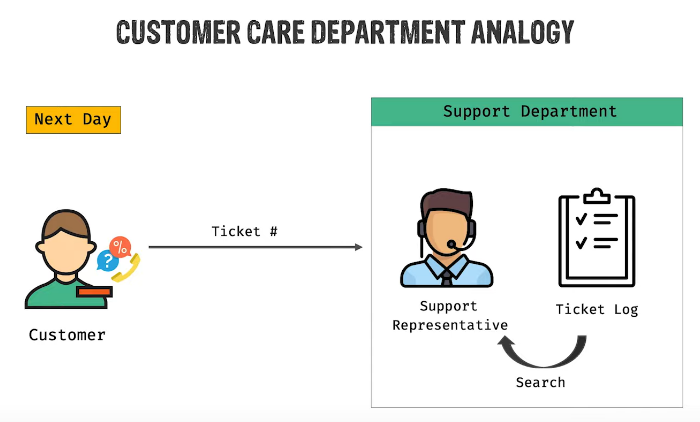 CUSTOMER CARE DEPARTMENT ANALOGY
Next Day
Support Department
Ticket #
%
?
Customer
Support
Representative
Ticket Log
Search